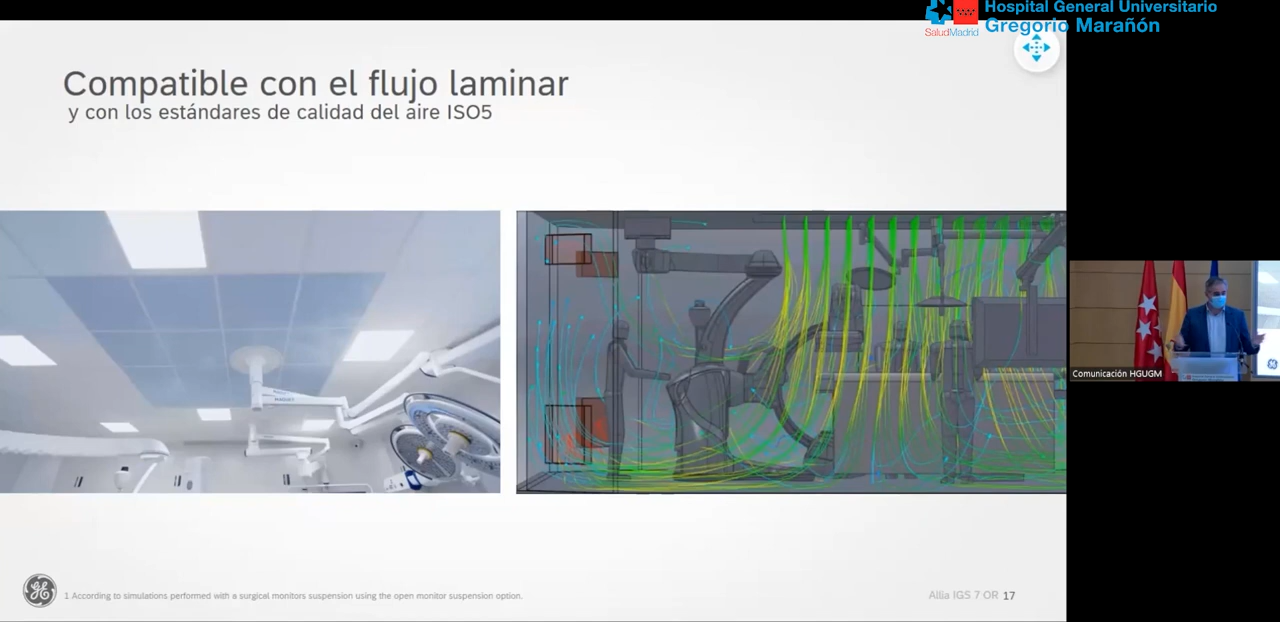 Hospital General Universitario
Gregorio Marañón
SaludMadrid
Compatible con el flujo laminar
y con los estándares de calidad del aire ISO5
Comunicación HGUGM
1 According to simulations performed with a surgical monitors suspension using the open monitor suspension option.
Allia IGS 7 OR 17